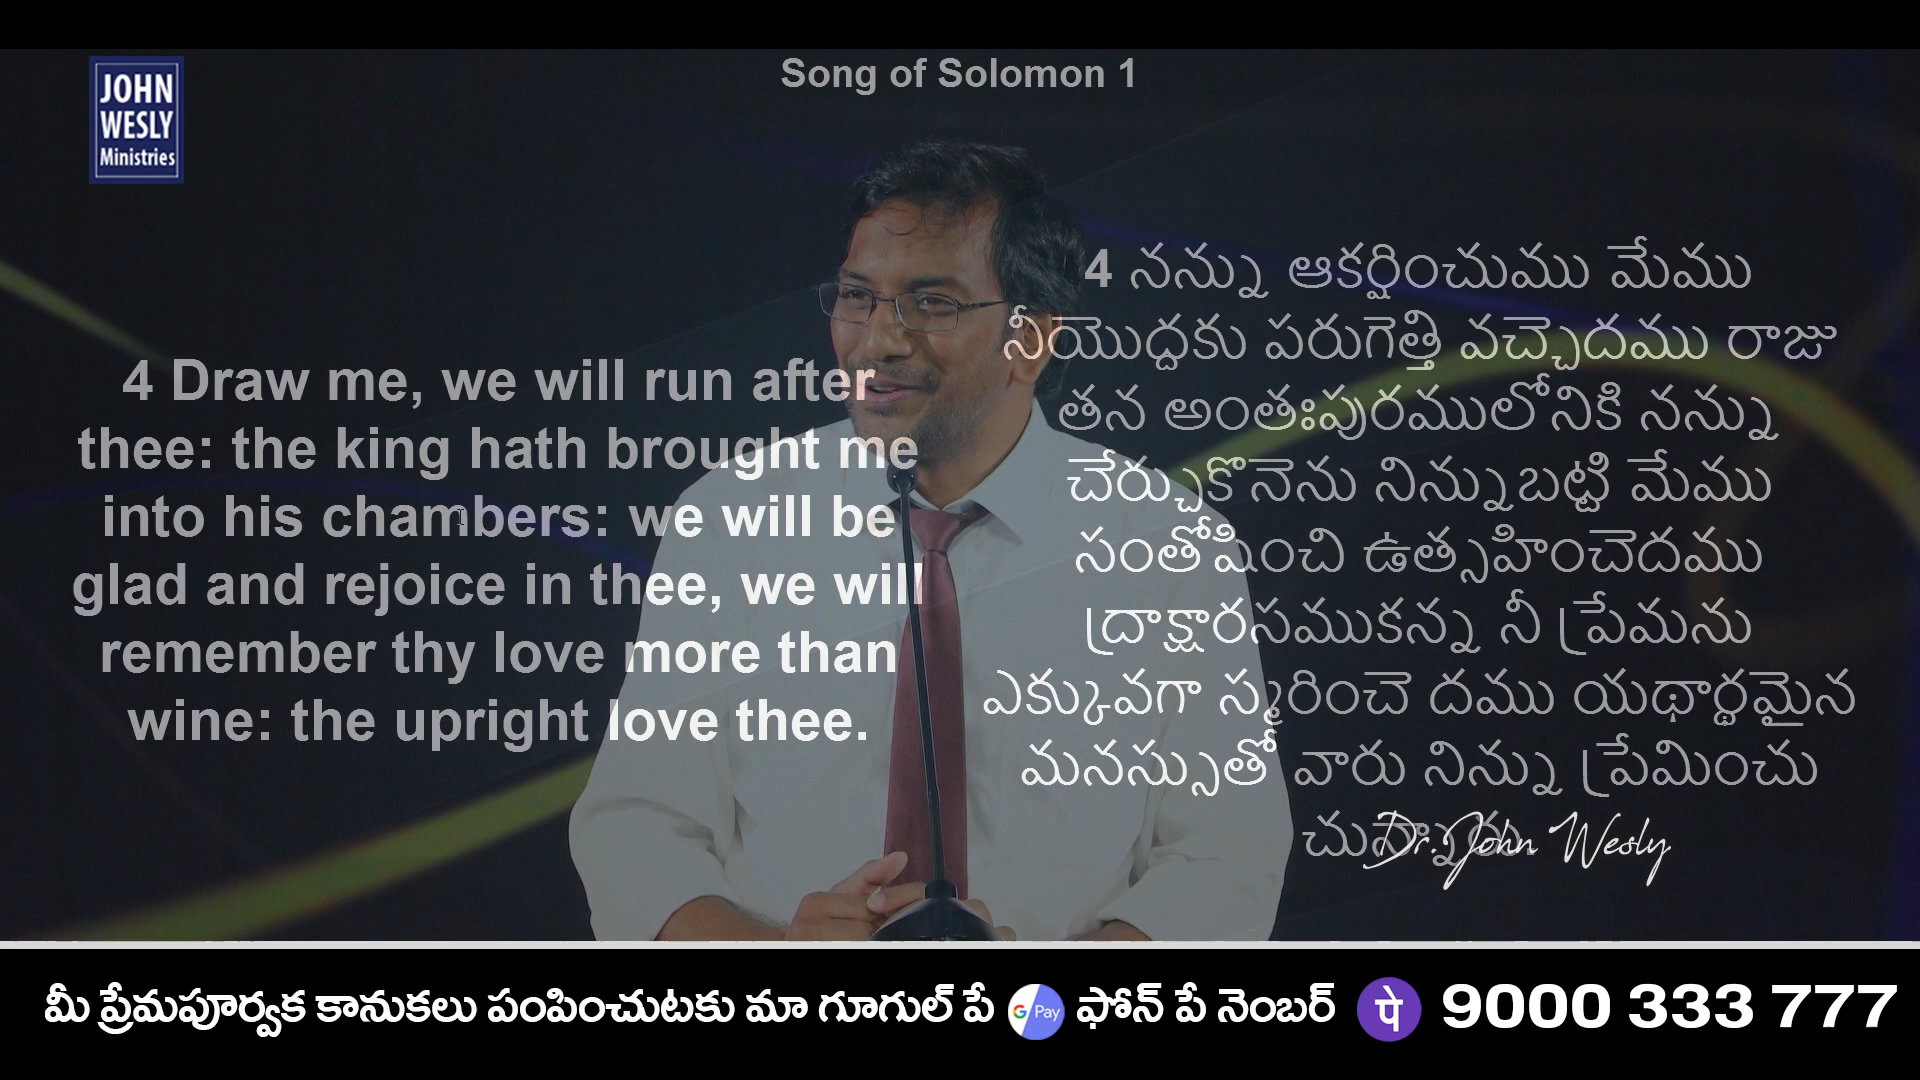 JOHN
WESLY
Ministries
Song of Solomon 1
4 Draw me, we will run after
thee: the king hath brought me
into his chambers: we will be
glad and rejoice in thee, we will
remember thy love more than
wine: the upright love thee.
4 నన్ను ఆకర్షించుము మేము
నీయొద్దకు పరుగెత్తి వచ్చెదము రాజు
తన అంతఃపురములోనికి నన్ను
చేర్చుకొనెను నిన్నుబట్టి మేము
సంతోషించి ఉత్సహించెదము
ద్రాక్షారసముకన్న నీ ప్రేమను
ఎక్కువగా స్మరించె దము యథార్థమైన
మనస్సుతో వారు నిన్ను ప్రేమించు
చున్నారు.
Dr. John Wesly
మీ ప్రేమపూర్వక కానుకలు పంపించుటకు మా గూగుల్ పే G Pay ఫోన్ పే నెంబర్ पे 9000 333 777